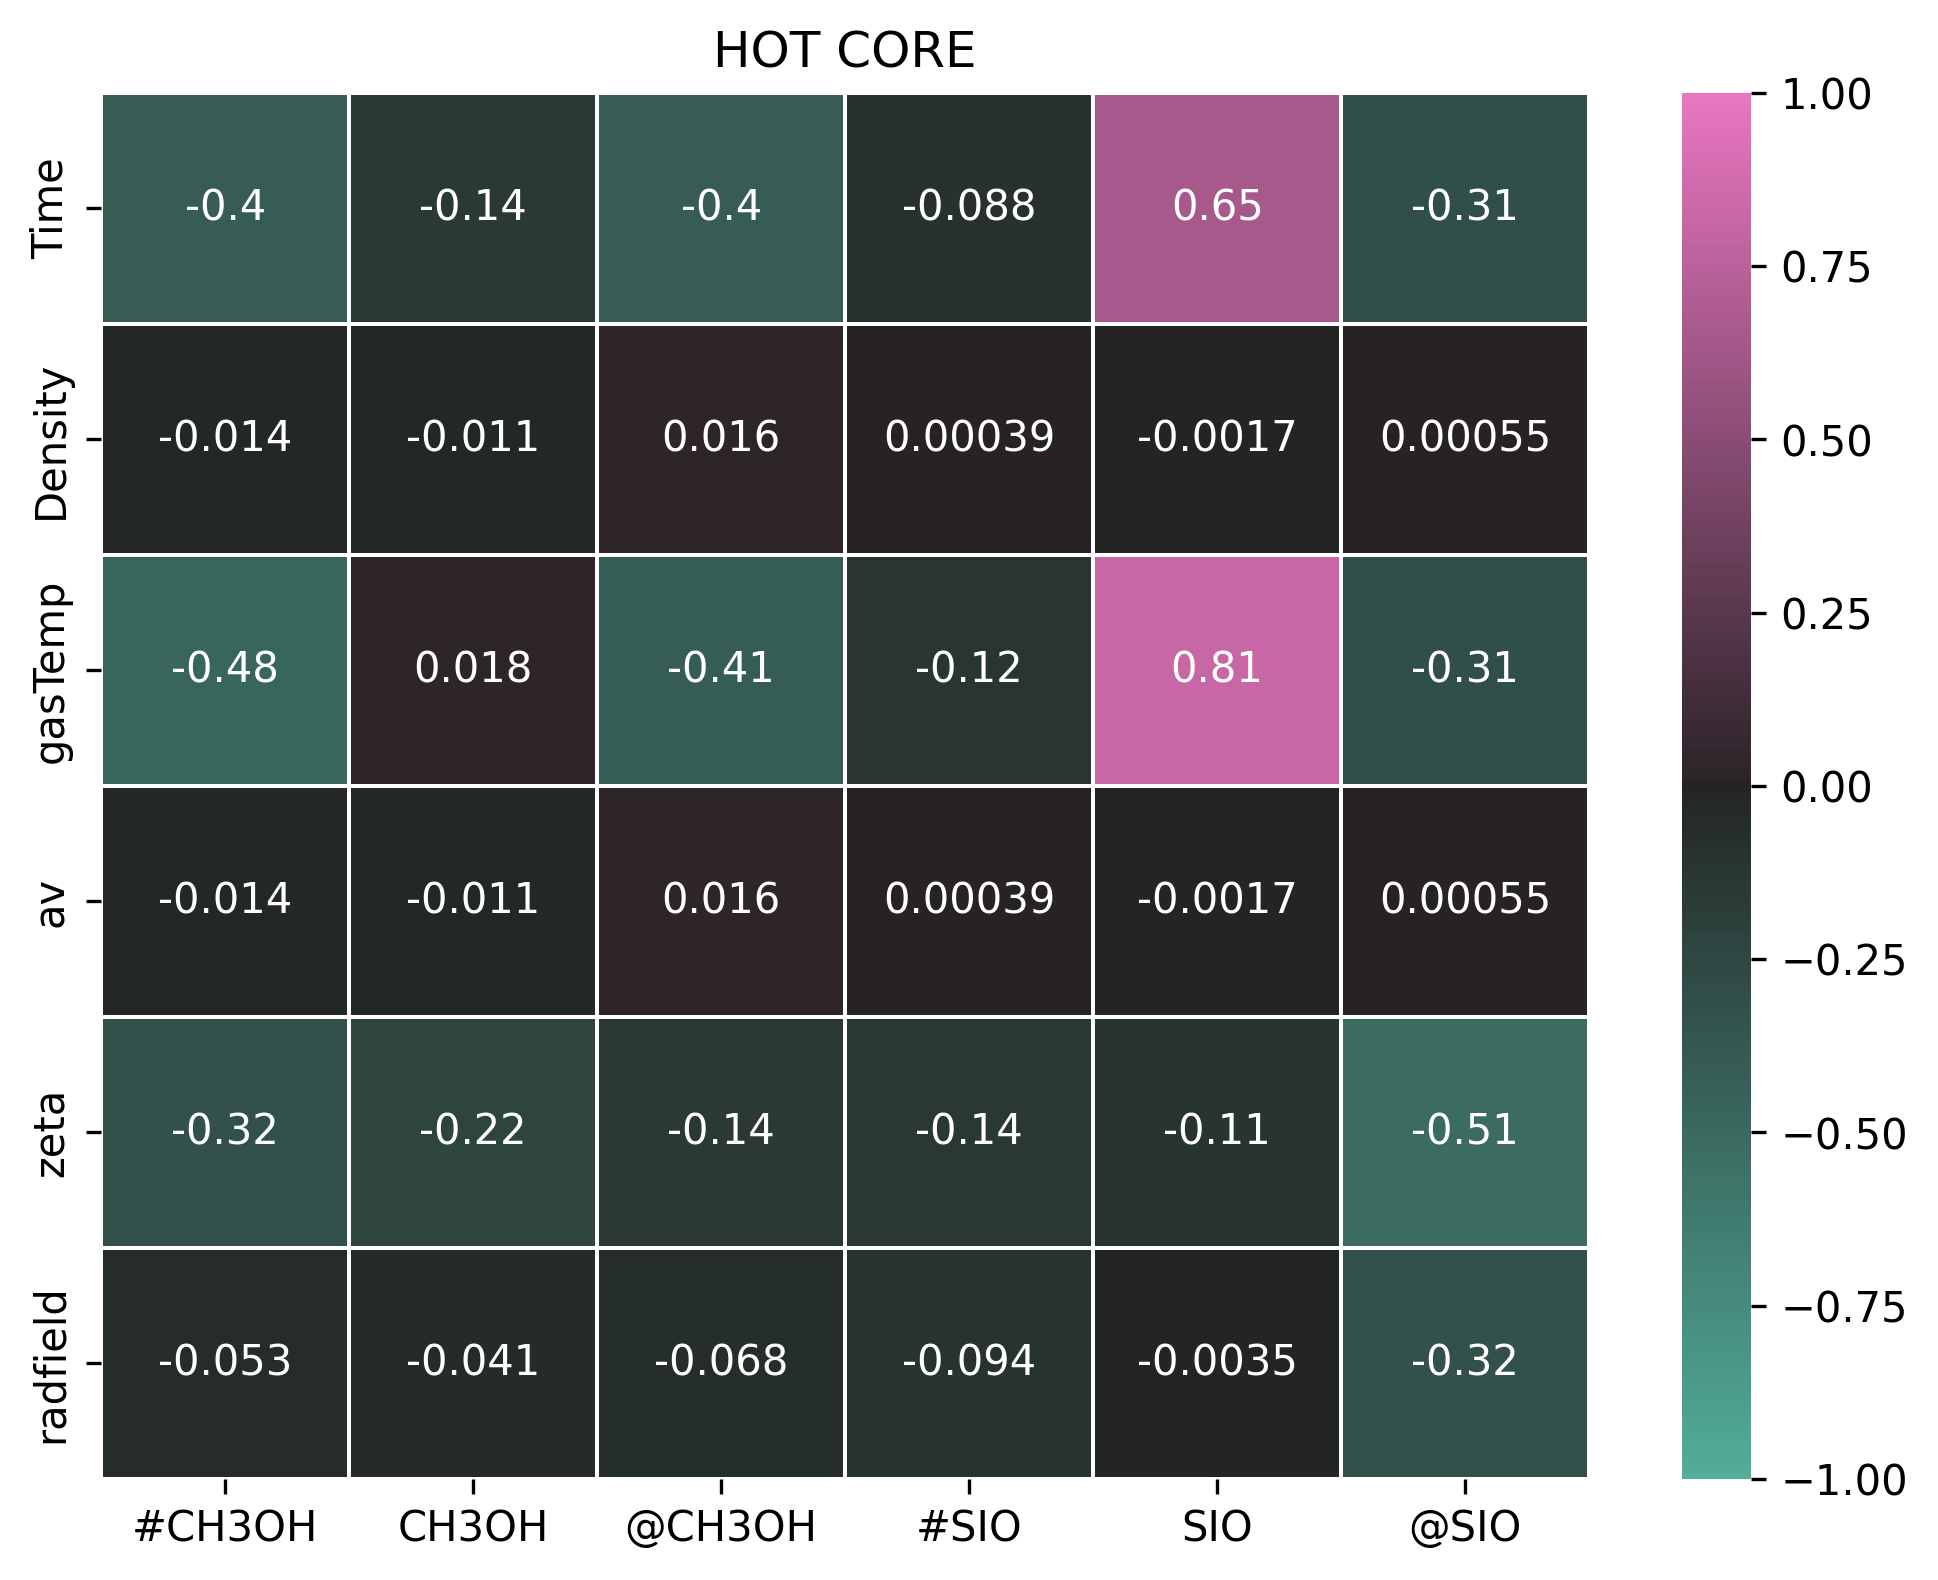 HOT CORE
Time -0.4 -0.14 -0.4 -0.088 0.65 -0.31
Density -0.014 -0.011 0.016 0.00039 -0.0017 0.00055
gasTemp -0.48 0.018 -0.41 -0.12 0.81 -0.31
av -0.014 -0.011 0.016 0.00039 -0.0017 0.00055
zeta -0.32 -0.22 -0.14 -0.14 -0.11 -0.51
radfield -0.053 -0.041 -0.068 -0.094 -0.0035 -0.32
#CH3OH CH3OH @CH3OH #SIO SIO @SIO
1.00
0.75
0.50
0.25
0.00
−0.25
−0.50
−0.75
−1.00